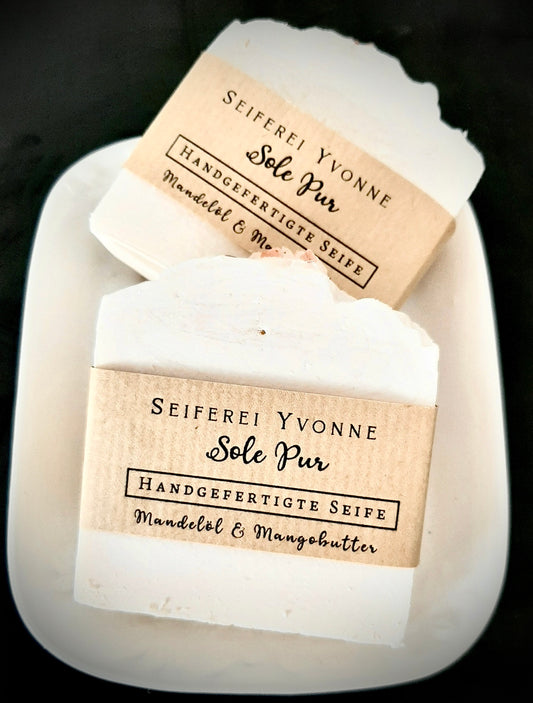 SEIFEREI YVONNE
Sole Pur
HANDGEFERTIGTE SEIFE
Mandelöl &
SEIFEREI YVONNE
Sole Pur
HANDGEFERTIGTE SEIFE
Mandelöl & Mangobutter